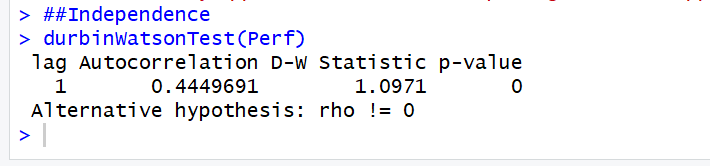 > ##Independence
> durbinWatsonTest(Perf)
 lag Autocorrelation D-W Statistic p-value
   1       0.4449691        1.0971       0
 Alternative hypothesis: rho != 0
>